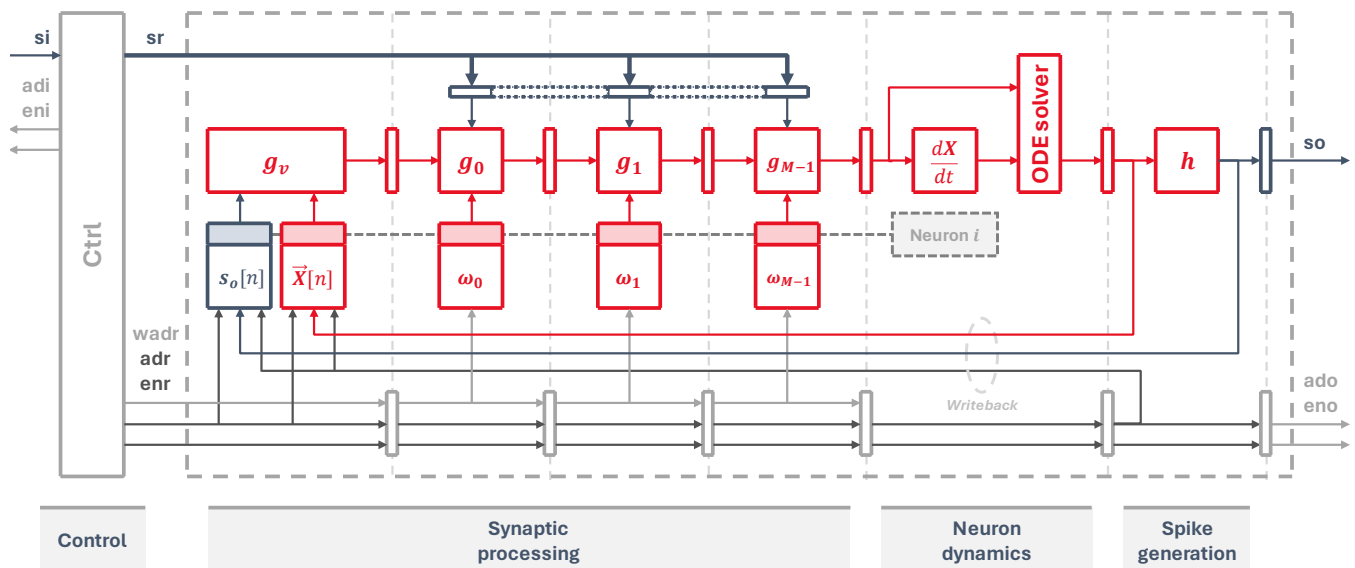 si
sr
adi
eni
Ctrl
g_v
g_0
g_1
g_{M-1}
dX
dt
ODE solver
h
so
s_o[n]
\vec{X}[n]
ω_0
ω_1
ω_{M-1}
Neuron i
wadr
adr
enr
Writeback
ado
eno
Control
Synaptic
processing
Neuron
dynamics
Spike
generation